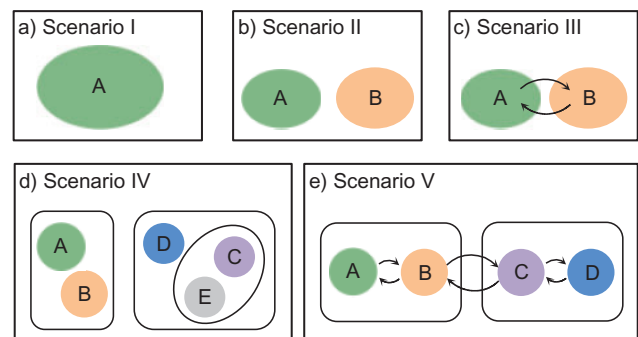 a) Scenario I
A
b) Scenario II
A
B
c) Scenario III
A
B
d) Scenario IV
A
B
D
C
E
e) Scenario V
A
B
C
D